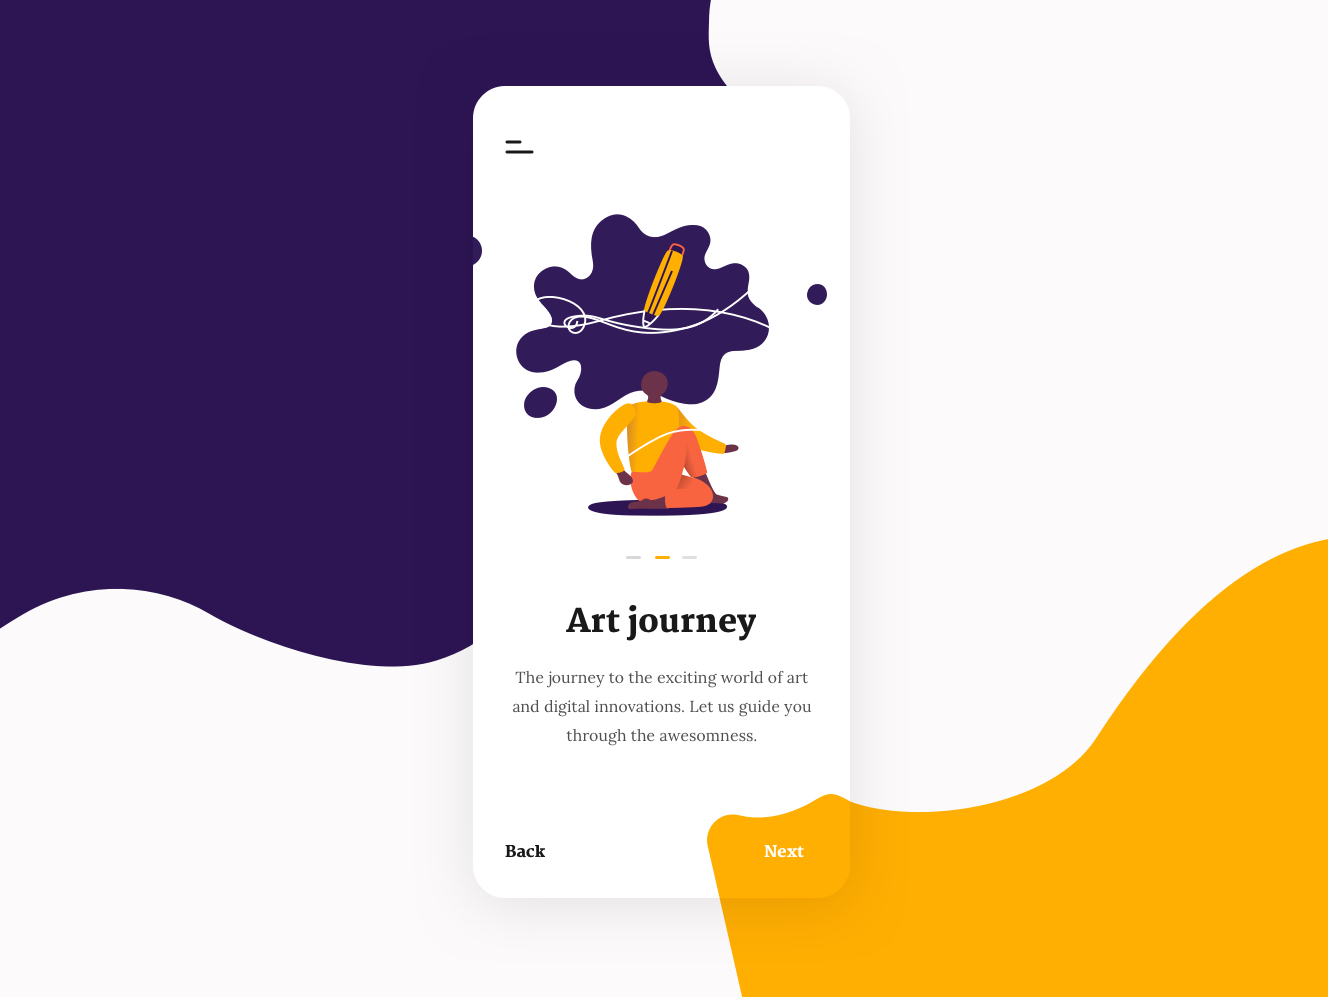 Art journey
The journey to the exciting world of art
and digital innovations. Let us guide you
through the awesomness.
Back
Next